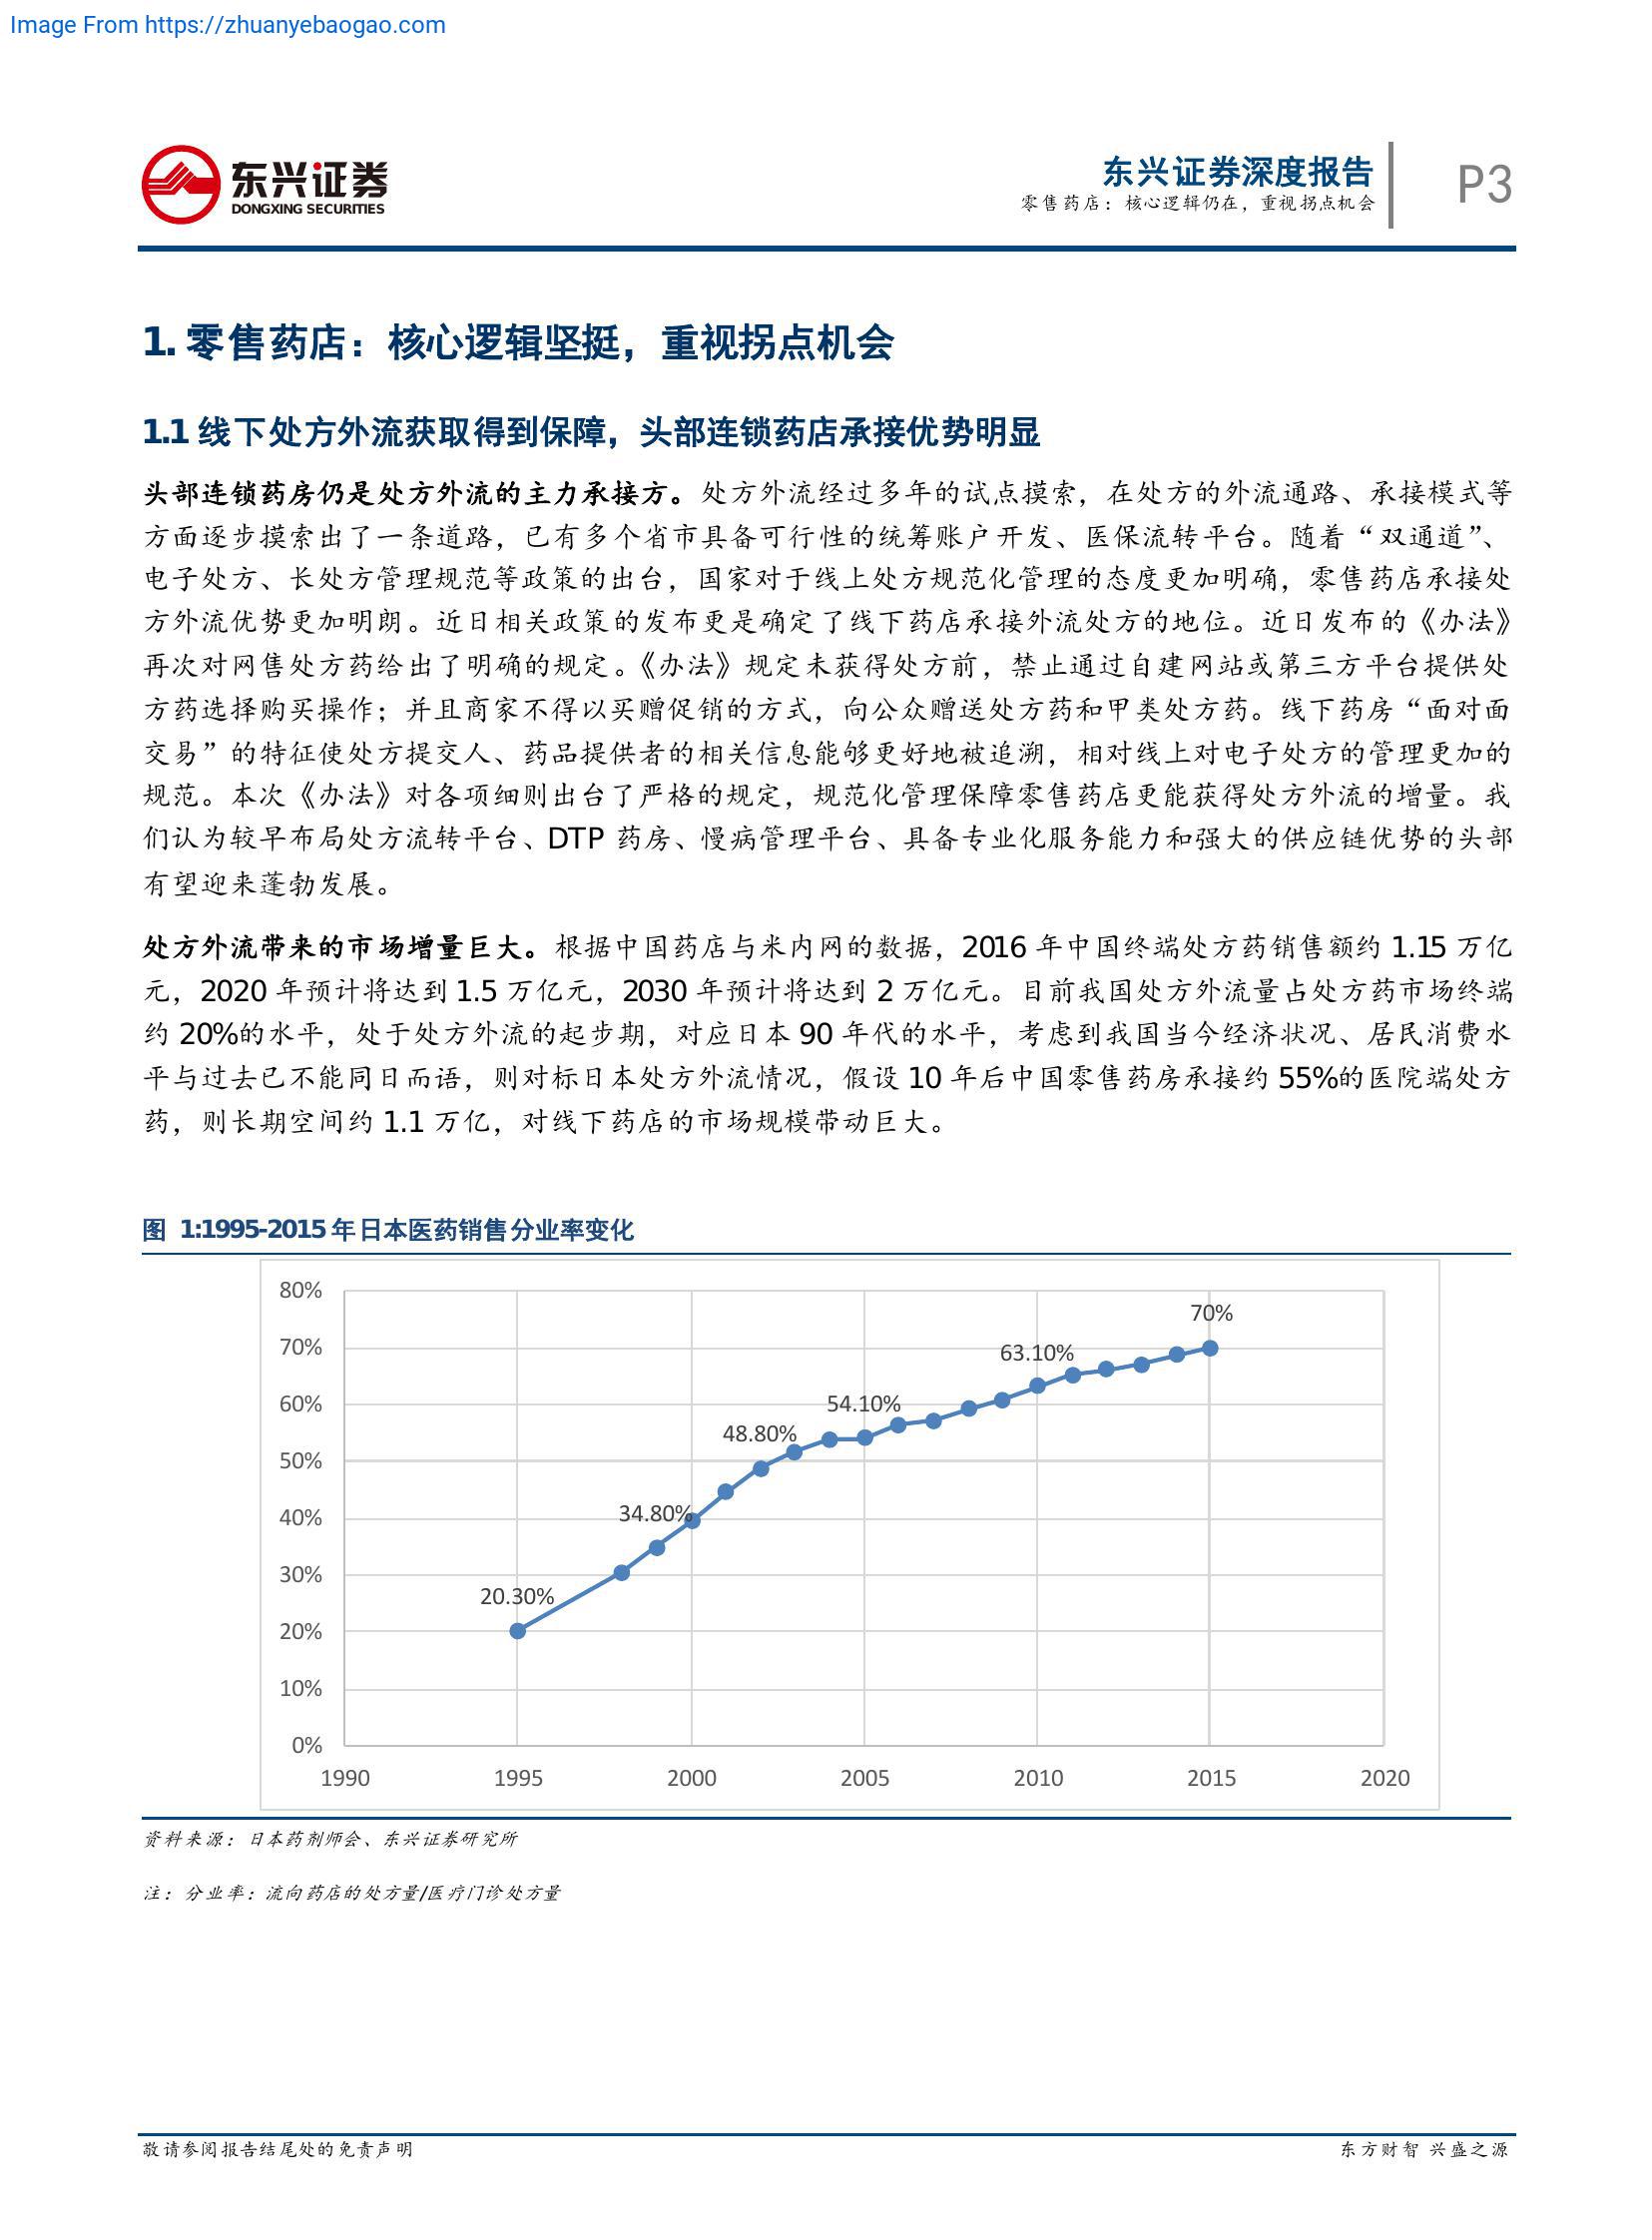 Image From https://zhuanyebaogao.com
东兴证券
DONGXING SECURITIES
东兴证券深度报告
零售药店：核心逻辑仍在，重视拐点机会
P3
1. 零售药店：核心逻辑坚挺，重视拐点机会
1.1 线下处方外流获取得到保障，头部连锁药店承接优势明显
头部连锁药房仍是处方外流的主力承接方。处方外流经过多年的试点摸索，在处方的外流通路、承接模式等
方面逐步摸索出了一条道路，已有多个省市具备可行性的统筹账户开发、医保流转平台。随着“双通道”、
电子处方、长处方管理规范等政策的出台，国家对于线上处方规范化管理的态度更加明确，零售药店承接处
方外流优势更加明朗。近日相关政策的发布更是确定了线下药店承接外流处方的地位。近日发布的《办法》
再次对网售处方药给出了明确的规定。《办法》规定未获得处方前，禁止通过自建网站或第三方平台提供处
方药选择购买操作；并且商家不得以买赠促销的方式，向公众赠送处方药和甲类处方药。线下药房“面对面
交易”的特征使处方提交人、药品提供者的相关信息能够更好地被追溯，相对线上对电子处方的管理更加的
规范。本次《办法》对各项细则出台了严格的规定，规范化管理保障零售药店更能获得处方外流的增量。我
们认为较早布局处方流转平台、DTP 药房、慢病管理平台、具备专业化服务能力和强大的供应链优势的头部
有望迎来蓬勃发展。
处方外流带来的市场增量巨大。根据中国药店与米内网的数据，2016 年中国终端处方药销售额约 1.15 万亿
元，2020 年预计将达到 1.5 万亿元，2030 年预计将达到 2 万亿元。目前我国处方外流量占处方药市场终端
约 20%的水平，处于处方外流的起步期，对应日本 90 年代的水平，考虑到我国当今经济状况、居民消费水
平与过去已不能同日而语，则对标日本处方外流情况，假设 10 年后中国零售药房承接约 55%的医院端处方
药，则长期空间约 1.1 万亿，对线下药店的市场规模带动巨大。
图 1:1995-2015 年日本医药销售分业率变化
80%
70%
60%
50%
40%
30%
20%
10%
0%
20.30%
34.80%
48.80%
54.10%
63.10%
70%
1990 1995 2000 2005 2010 2015 2020
资料来源：日本药剂师会、东兴证券研究所
注：分业率：流向药店的处方量/医疗门诊处方量
敬请参阅报告结尾处的免责声明
东方财智 兴盛之源